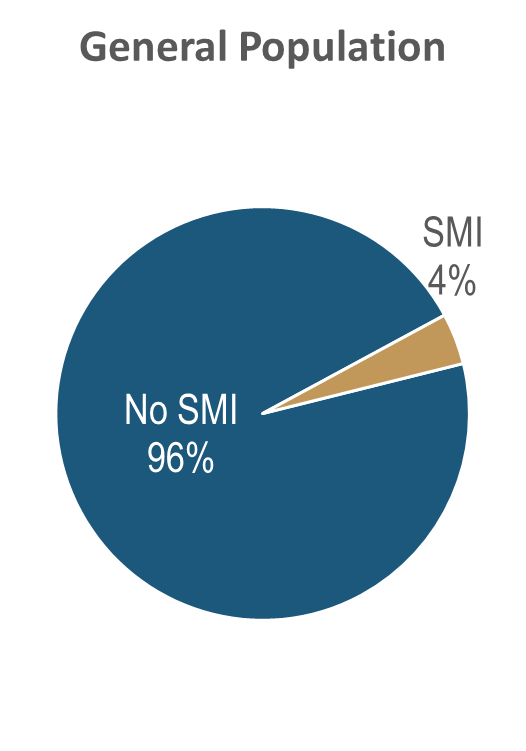 General Population
SMI
4%
No SMI
96%